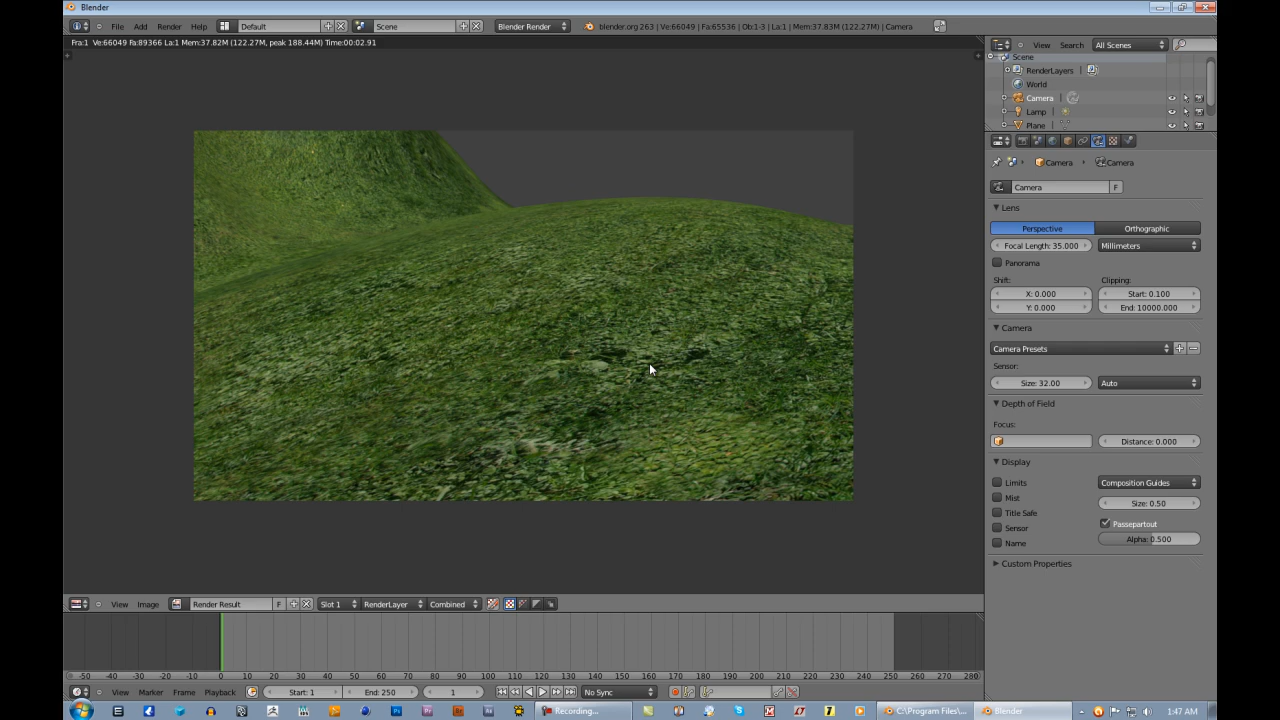 Blender
File Add Render Help Default Scene Blender Render blender.org 263 | Ve:66049 | Fa:65536 | Ob:1-3 | La:1 | Mem:37.83M (122.27M) | Camera
Fra:1 Ve:66049 Fa:89366 La:1 Mem:37.82M (122.27M, peak 188.44M) Time:00:02.91
View Search All Scenes
Scene
RenderLayers
World
Camera
Lamp
Plane
Camera Camera
Camera F
Lens
Perspective Orthographic
Focal Length: 35.000 Millimeters
Panorama
Shift: Clipping:
X: 0.000 Start: 0.100
Y: 0.000 End: 10000.000
Camera
Camera Presets
Sensor:
Size: 32.00 Auto
Depth of Field
Focus:
Distance: 0.000
Display
Limits Composition Guides
Mist Size: 0.50
Title Safe
Sensor Passepartout
Name Alpha: 0.500
Custom Properties
View Image Render Result F Slot 1 RenderLayer Combined
-50 -40 -30 -20 -10 0 10 20 30 40 50 60 70 80 90 100 110 120 130 140 150 160 170 180 190 200 210 220 230 240 250 260 270 280
View Marker Frame Playback Start: 1 End: 250 1 No Sync
Recording... C:\Program Files\... Blender 1:47 AM